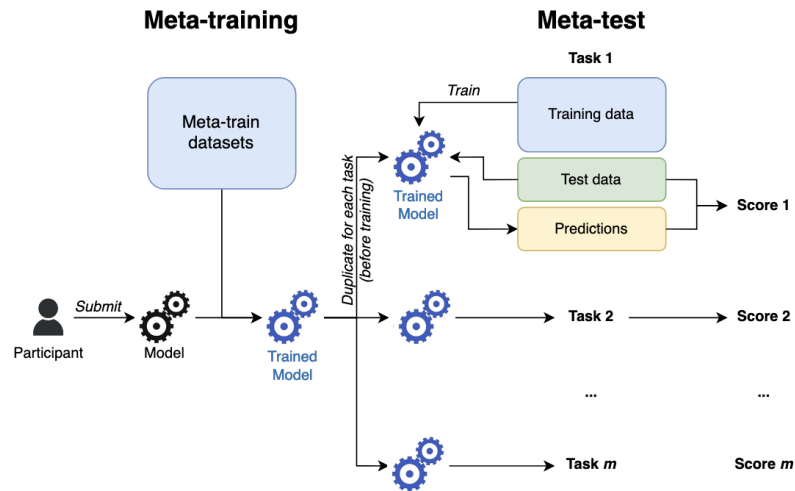 Meta-training
Meta-test
Task 1
Meta-train
datasets
Train
Training data
Trained
Model
Test data
Predictions
Score 1
Duplicate for each task
(before training)
Submit
Participant
Model
Trained
Model
Task 2
Score 2
...
...
Task m
Score m